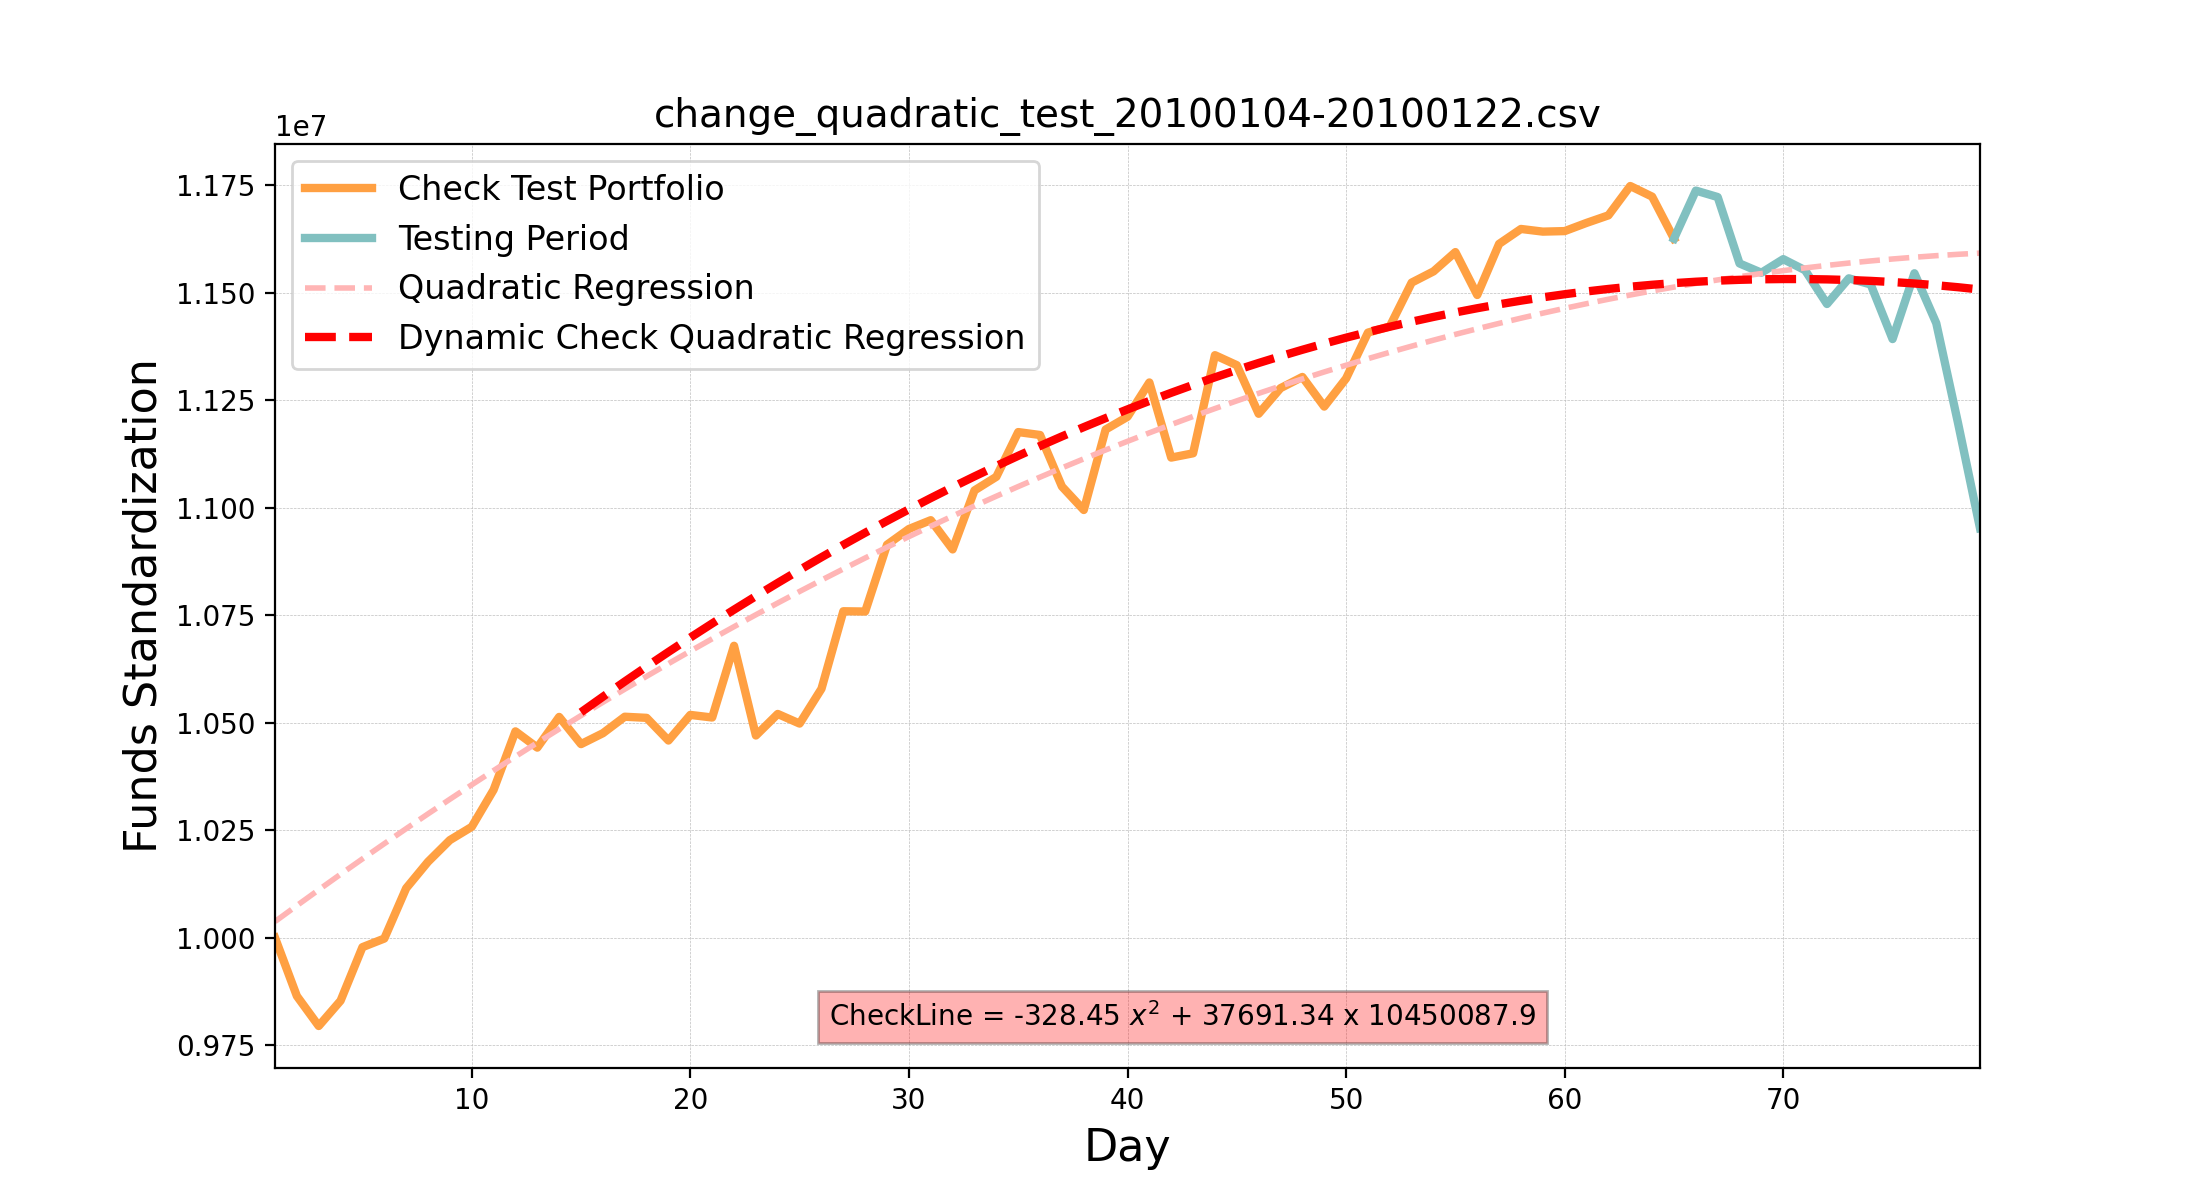 change_quadratic_test_20100104-20100122.csv
1e7
1.175
1.150
1.125
1.100
1.075
1.050
1.025
1.000
0.975
Funds Standardization
Check Test Portfolio
Testing Period
Quadratic Regression
Dynamic Check Quadratic Regression
CheckLine = -328.45 x² + 37691.34 x 10450087.9
10 20 30 40 50 60 70
Day